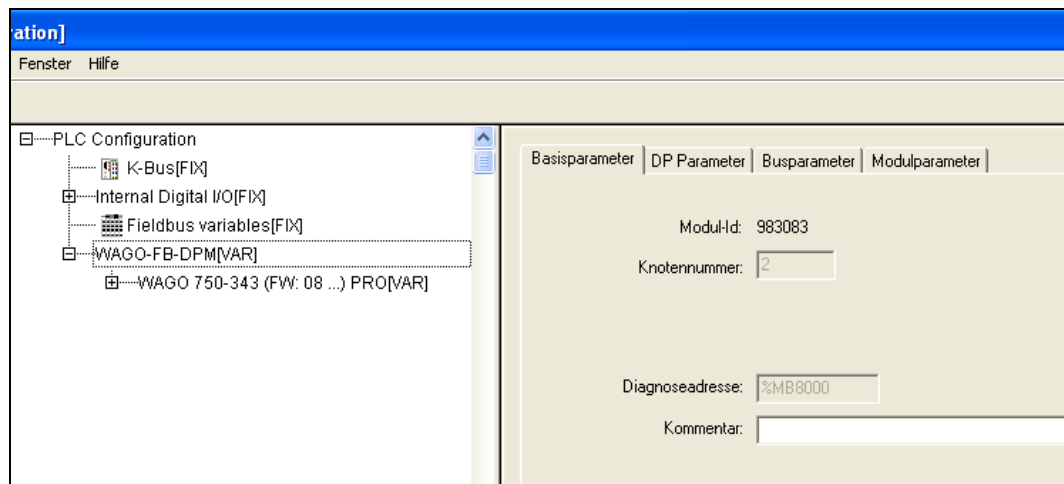 ation]
Fenster Hilfe
PLC Configuration
K-Bus[FIX]
Internal Digital I/O[FIX]
Fieldbus variables[FIX]
WAGO-FB-DPM[VAR]
WAGO 750-343 (FW: 08 ...) PRO[VAR]
Basisparameter DP Parameter Busparameter Modulparameter
Modul-Id: 983083
Knotennummer: 2
Diagnoseadresse: %MB8000
Kommentar: